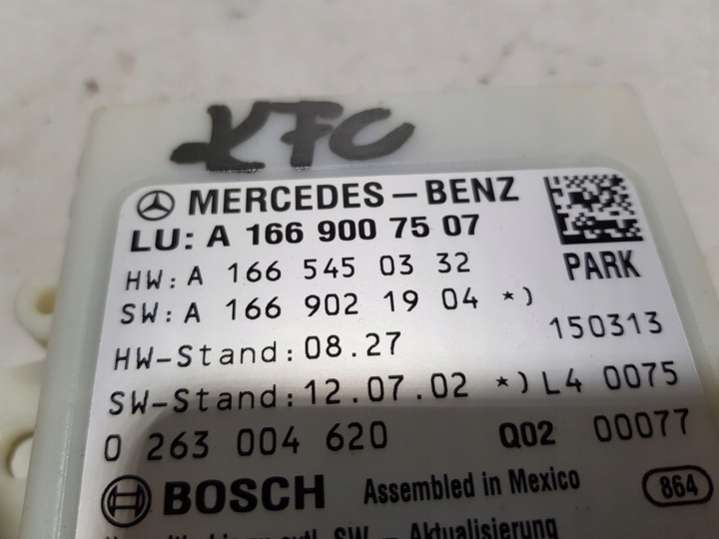 KFC
MERCEDES-BENZ
LU: A 166 900 75 07
PARK
HW: A 166 545 03 32
SW: A 166 902 19 04 *)
150313
HW-Stand: 08.27
SW-Stand: 12.07.02 *) L4 0075
0 263 004 620 Q02 00077
BOSCH Assembled in Mexico 864
SW - Aktualisierung